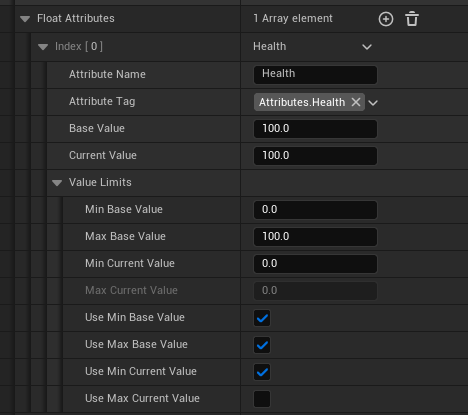 Float Attributes 1 Array element
Index [ 0 ] Health
Attribute Name Health
Attribute Tag Attributes.Health
Base Value 100.0
Current Value 100.0
Value Limits
Min Base Value 0.0
Max Base Value 100.0
Min Current Value 0.0
Max Current Value 0.0
Use Min Base Value
Use Max Base Value
Use Min Current Value
Use Max Current Value